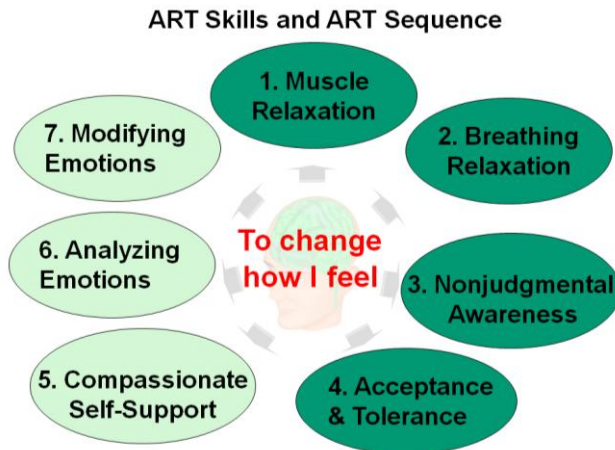 ART Skills and ART Sequence
1. Muscle
Relaxation
2. Breathing
Relaxation
3. Nonjudgmental
Awareness
4. Acceptance
& Tolerance
5. Compassionate
Self-Support
6. Analyzing
Emotions
7. Modifying
Emotions
To change
how I feel